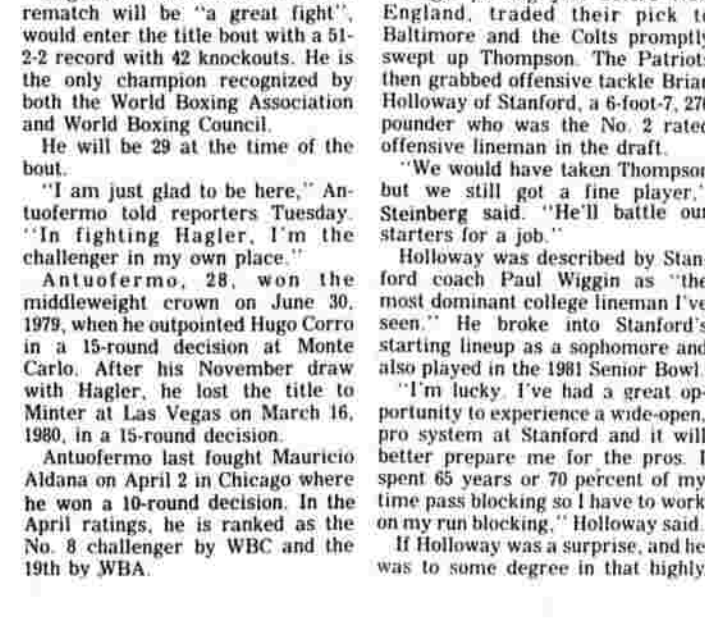 rematch will be "a great fight",
would enter the title bout with a 51-
2-2 record with 42 knockouts. He is
the only champion recognized by
both the World Boxing Association
and World Boxing Council.
He will be 29 at the time of the
bout.
"I am just glad to be here," An-
tuofermo told reporters Tuesday.
"In fighting Hagler, I'm the
challenger in my own place."
Antuofermo, 28, won the
middleweight crown on June 30,
1979, when he outpointed Hugo Corro
in a 15-round decision at Monte
Carlo. After his November draw
with Hagler, he lost the title to
Minter at Las Vegas on March 16,
1980, in a 15-round decision.
Antuofermo last fought Mauricio
Aldana on April 2 in Chicago where
he won a 10-round decision. In the
April ratings, he is ranked as the
No. 8 challenger by WBC and the
19th by WBA.
England, traded their pick to
Baltimore and the Colts promptly
swept up Thompson. The Patriots
then grabbed offensive tackle Brian
Holloway of Stanford, a 6-foot-7, 270
pounder who was the No. 2 rated
offensive lineman in the draft.
"We would have taken Thompson
but we still got a fine player,"
Steinberg said. "He'll battle our
starters for a job."
Holloway was described by Stan-
ford coach Paul Wiggin as "the
most dominant college lineman I've
seen." He broke into Stanford's
starting lineup as a sophomore and
also played in the 1981 Senior Bowl.
"I'm lucky. I've had a great op-
portunity to experience a wide-open,
pro system at Stanford and it will
better prepare me for the pros. I
spent 65 years or 70 percent of my
time pass blocking so I have to work
on my run blocking," Holloway said.
If Holloway was a surprise, and he
was to some degree in that highly